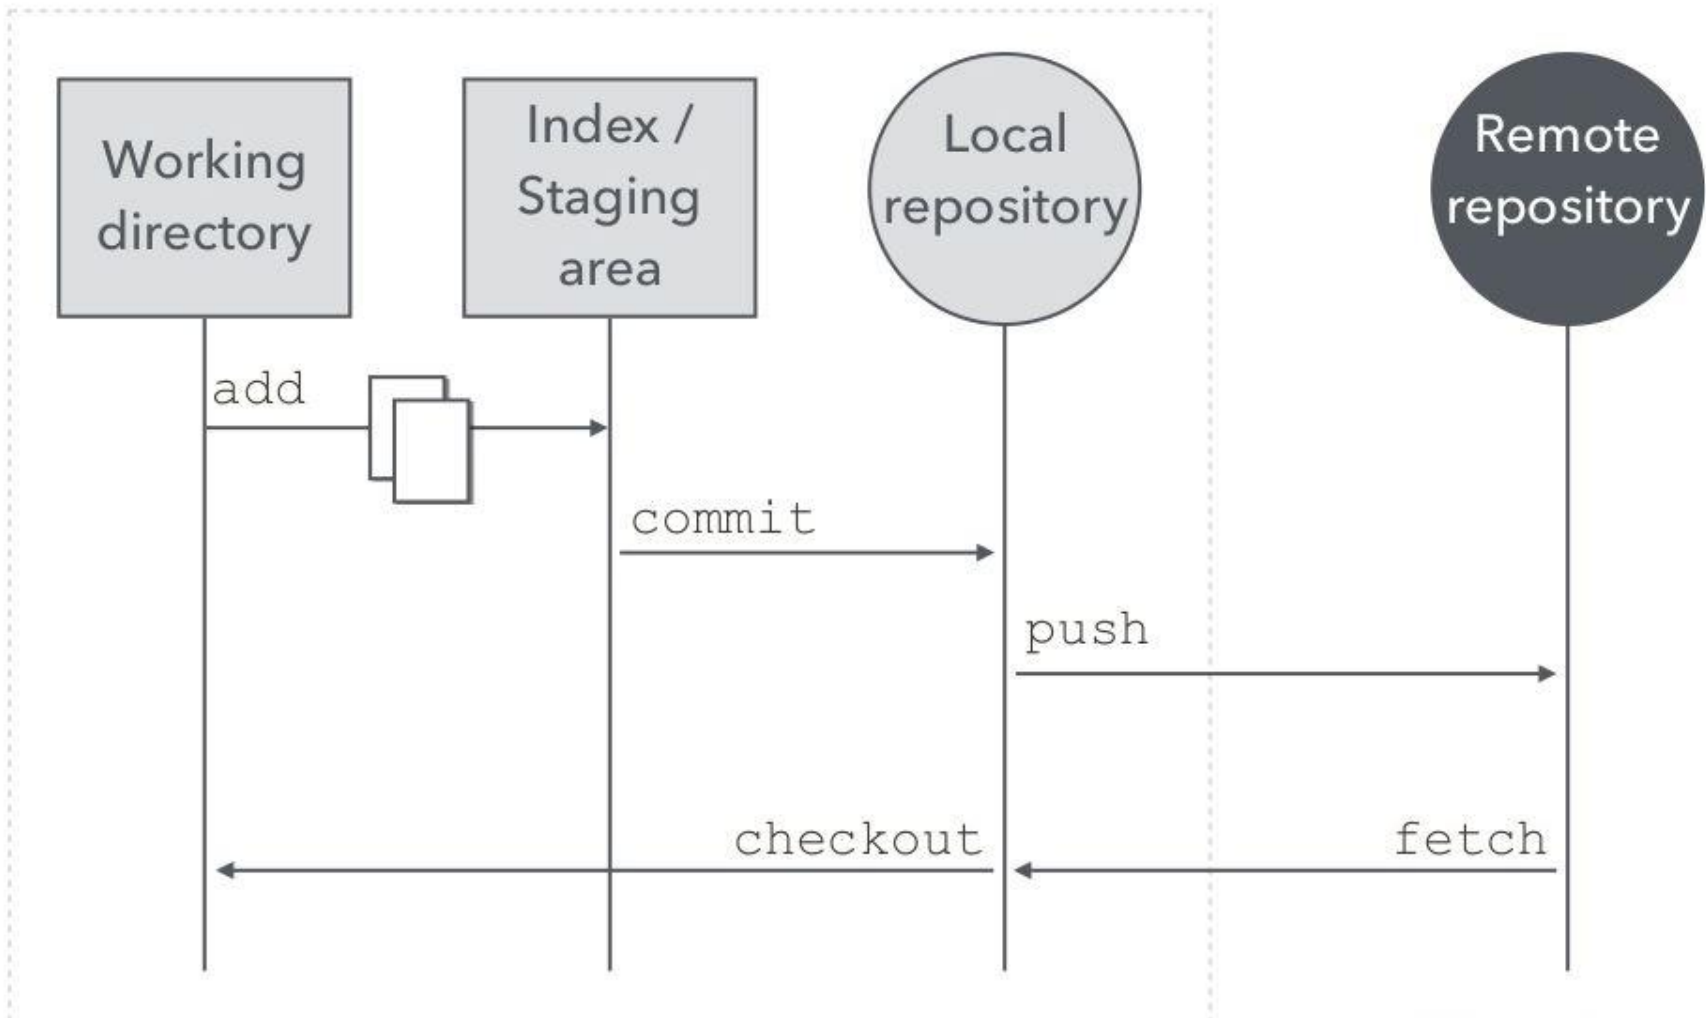 Working
directory
Index /
Staging
area
Local
repository
Remote
repository
add
commit
push
checkout
fetch